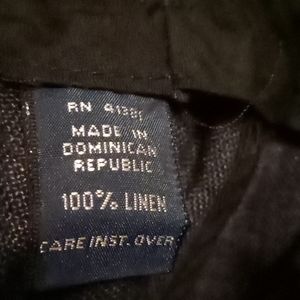 RN 41381
MADE IN
DOMINICAN
REPUBLIC
100% LINEN
CARE INST. OVER